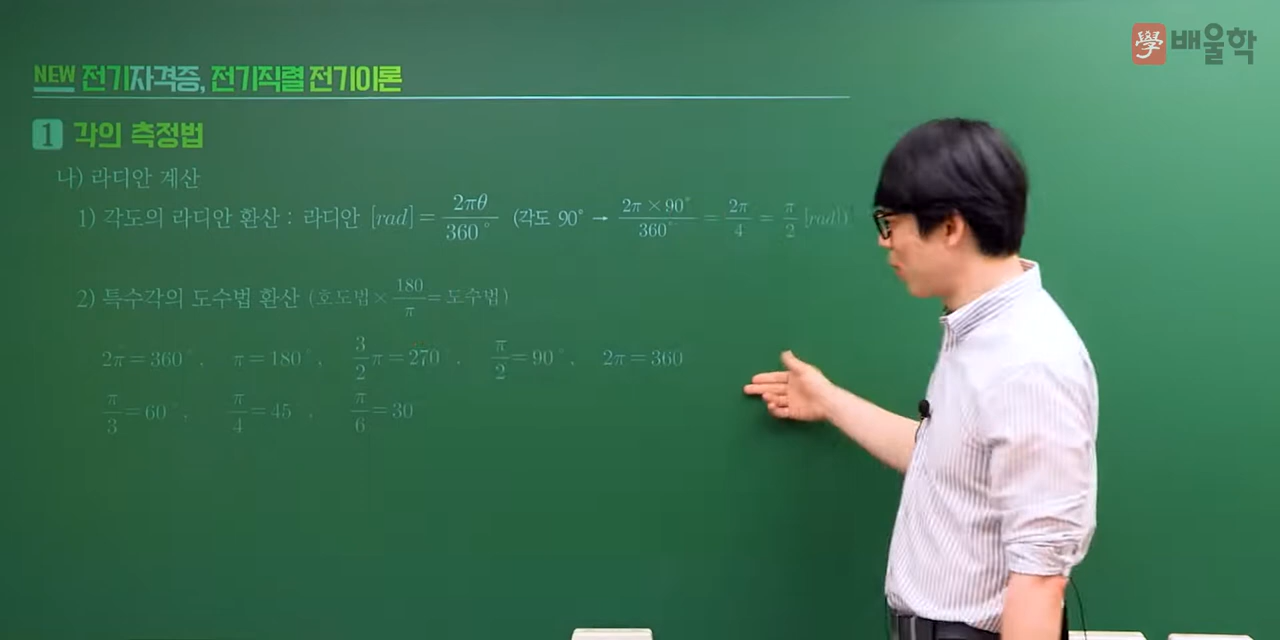 學 배울학
NEW 전기자격증, 전기직렬 전기이론
1 각의 측정법
나) 라디안 계산
1) 각도의 라디안 환산 : 라디안 [rad] = 2πθ/360° (각도 90° → 2π×90°/360° = 2π/4 = π/2 [rad])
2) 특수각의 도수법 환산 (호도법× 180/π = 도수법)
2π = 360°, π = 180°, 3/2 π = 270°, π/2 = 90°, 2π = 360
π/3 = 60°, π/4 = 45°, π/6 = 30